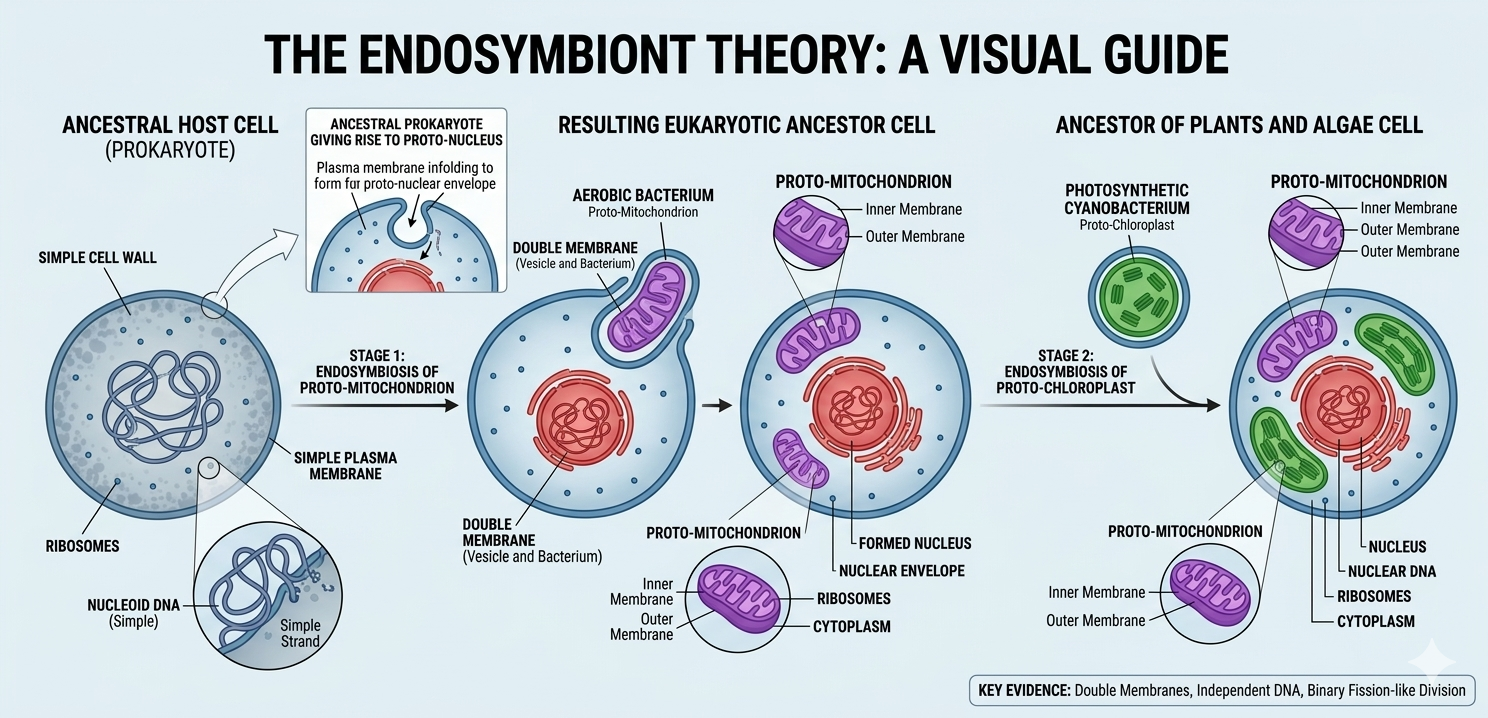 THE ENDOSYMBIONT THEORY: A VISUAL GUIDE
ANCESTRAL HOST CELL
(PROKARYOTE)
SIMPLE CELL WALL
RIBOSOMES
SIMPLE PLASMA
MEMBRANE
NUCLEOID DNA
(Simple)
Simple
Strand
ANCESTRAL PROKARYOTE
GIVING RISE TO PROTO-NUCLEUS
Plasma membrane infolding to
form fur proto-nuclear envelope
STAGE 1:
ENDOSYMBIOSIS OF
PROTO-MITOCHONDRION
RESULTING EUKARYOTIC ANCESTOR CELL
AEROBIC BACTERIUM
Proto-Mitochondrion
DOUBLE MEMBRANE
(Vesicle and Bacterium)
DOUBLE
MEMBRANE
(Vesicle and Bacterium)
PROTO-MITOCHONDRION
Inner Membrane
Outer Membrane
PROTO-MITOCHONDRION
Inner
Membrane
Outer
Membrane
RIBOSOMES
CYTOPLASM
FORMED NUCLEUS
NUCLEAR ENVELOPE
STAGE 2:
ENDOSYMBIOSIS OF
PROTO-CHLOROPLAST
ANCESTOR OF PLANTS AND ALGAE CELL
PHOTOSYNTHETIC
CYANOBACTERIUM
Proto-Chloroplast
PROTO-MITOCHONDRION
Inner Membrane
Outer Membrane
Outer Membrane
PROTO-MITOCHONDRION
Inner Membrane
Outer Membrane
NUCLEUS
NUCLEAR DNA
RIBOSOMES
CYTOPLASM
KEY EVIDENCE: Double Membranes, Independent DNA, Binary Fission-like Division